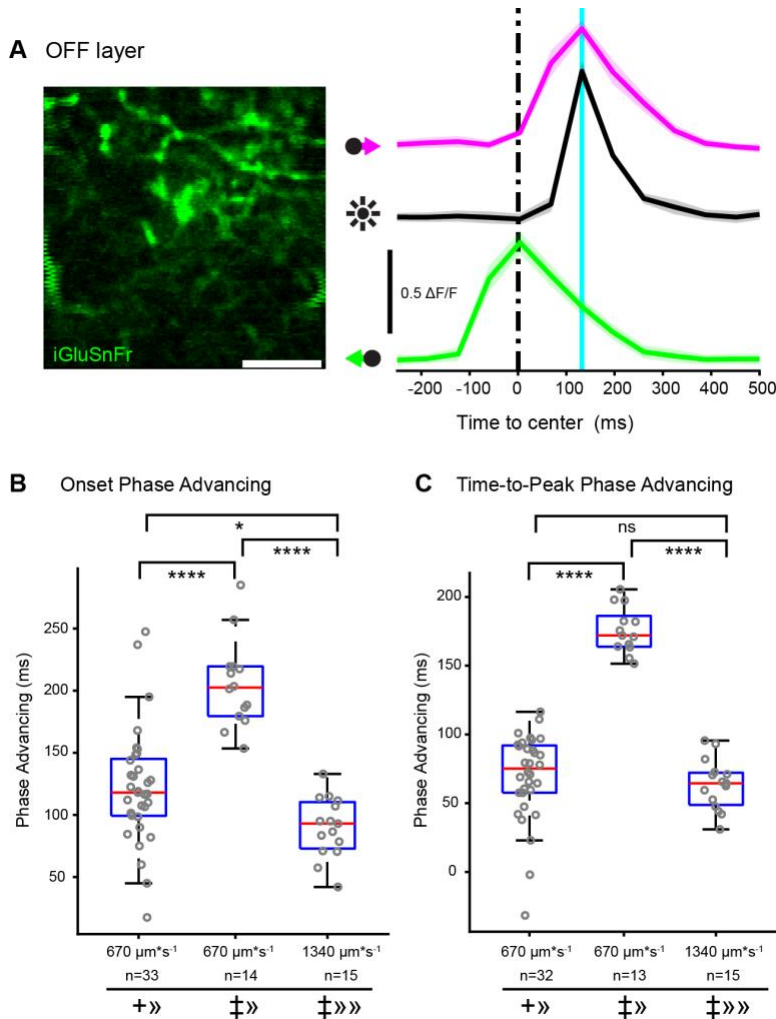 A OFF layer
iGluSnFr
0.5 ΔF/F
-200 -100 0 100 200 300 400 500
Time to center (ms)
B Onset Phase Advancing
*
**** ****
Phase Advancing (ms)
250
200
150
100
50
670 µm*s⁻¹ 670 µm*s⁻¹ 1340 µm*s⁻¹
n=33 n=14 n=15
+» ‡» ‡»»
C Time-to-Peak Phase Advancing
ns
**** ****
Phase Advancing (ms)
200
150
100
50
0
670 µm*s⁻¹ 670 µm*s⁻¹ 1340 µm*s⁻¹
n=32 n=13 n=15
+» ‡» ‡»»